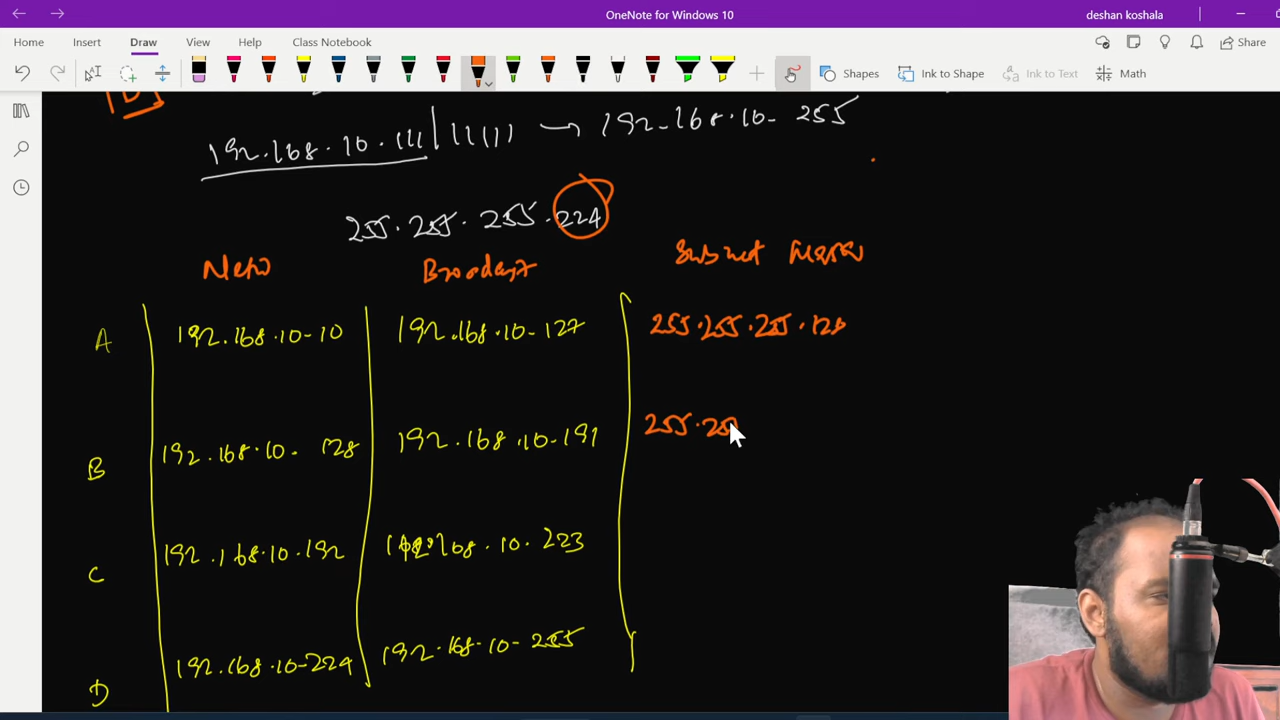 OneNote for Windows 10
deshan koshala
Home Insert Draw View Help Class Notebook
Share
Shapes Ink to Shape Ink to Text Math
192.168.10.111|11111 → 192.168.10.255
255.255.255.224
Netw Broadcast Subnet Mask
A 192.168.10.10 192.168.10.127 255.255.255.128
B 192.168.10.128 192.168.10.191 255.255
C 192.168.10.192 192.168.10.223
D 192.168.10.224 192.168.10.255